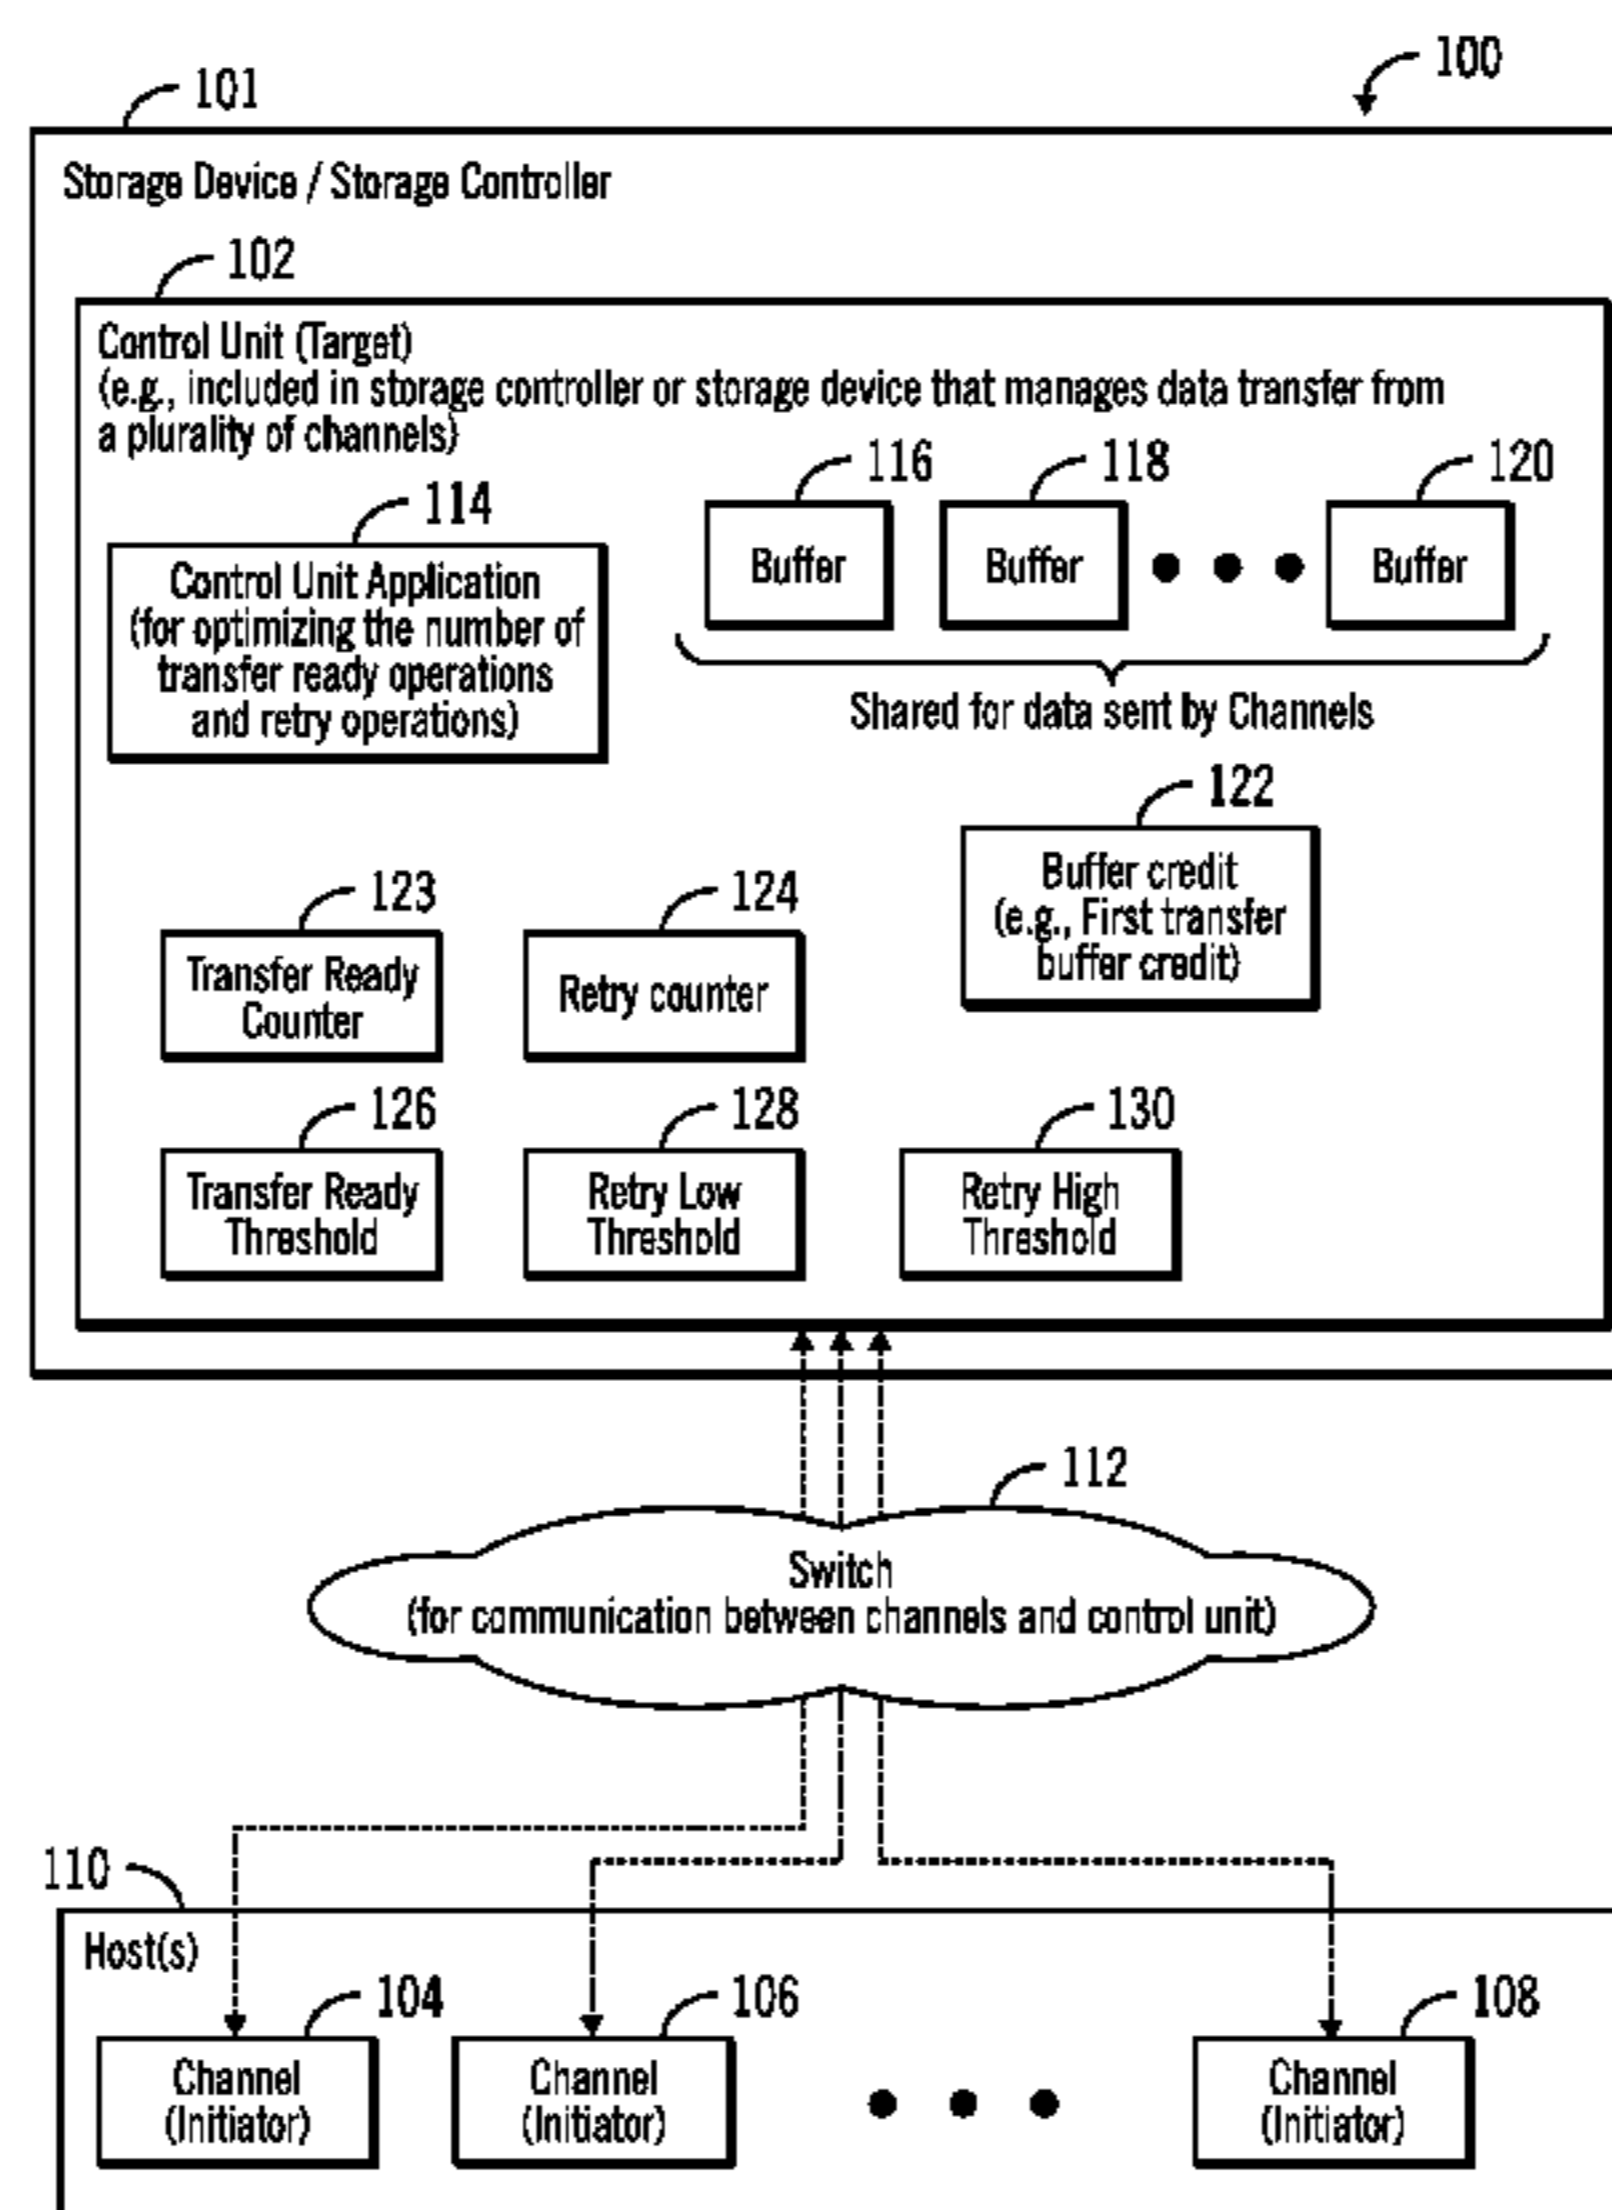 100
101
Storage Device / Storage Controller
102
Control Unit (Target)
(e.g., included in storage controller or storage device that manages data transfer from
a plurality of channels)
116
118
120
114
Buffer
Buffer
Buffer
Control Unit Application
(for optimizing the number of
transfer ready operations
and retry operations)
Shared for data sent by Channels
122
Buffer credit
(e.g., First transfer
buffer credit)
123
124
Transfer Ready
Counter
Retry counter
126
128
130
Transfer Ready
Threshold
Retry Low
Threshold
Retry High
Threshold
112
Switch
(for communication between channels and control unit)
110
Host(s)
104
106
108
Channel
(Initiator)
Channel
(Initiator)
Channel
(Initiator)